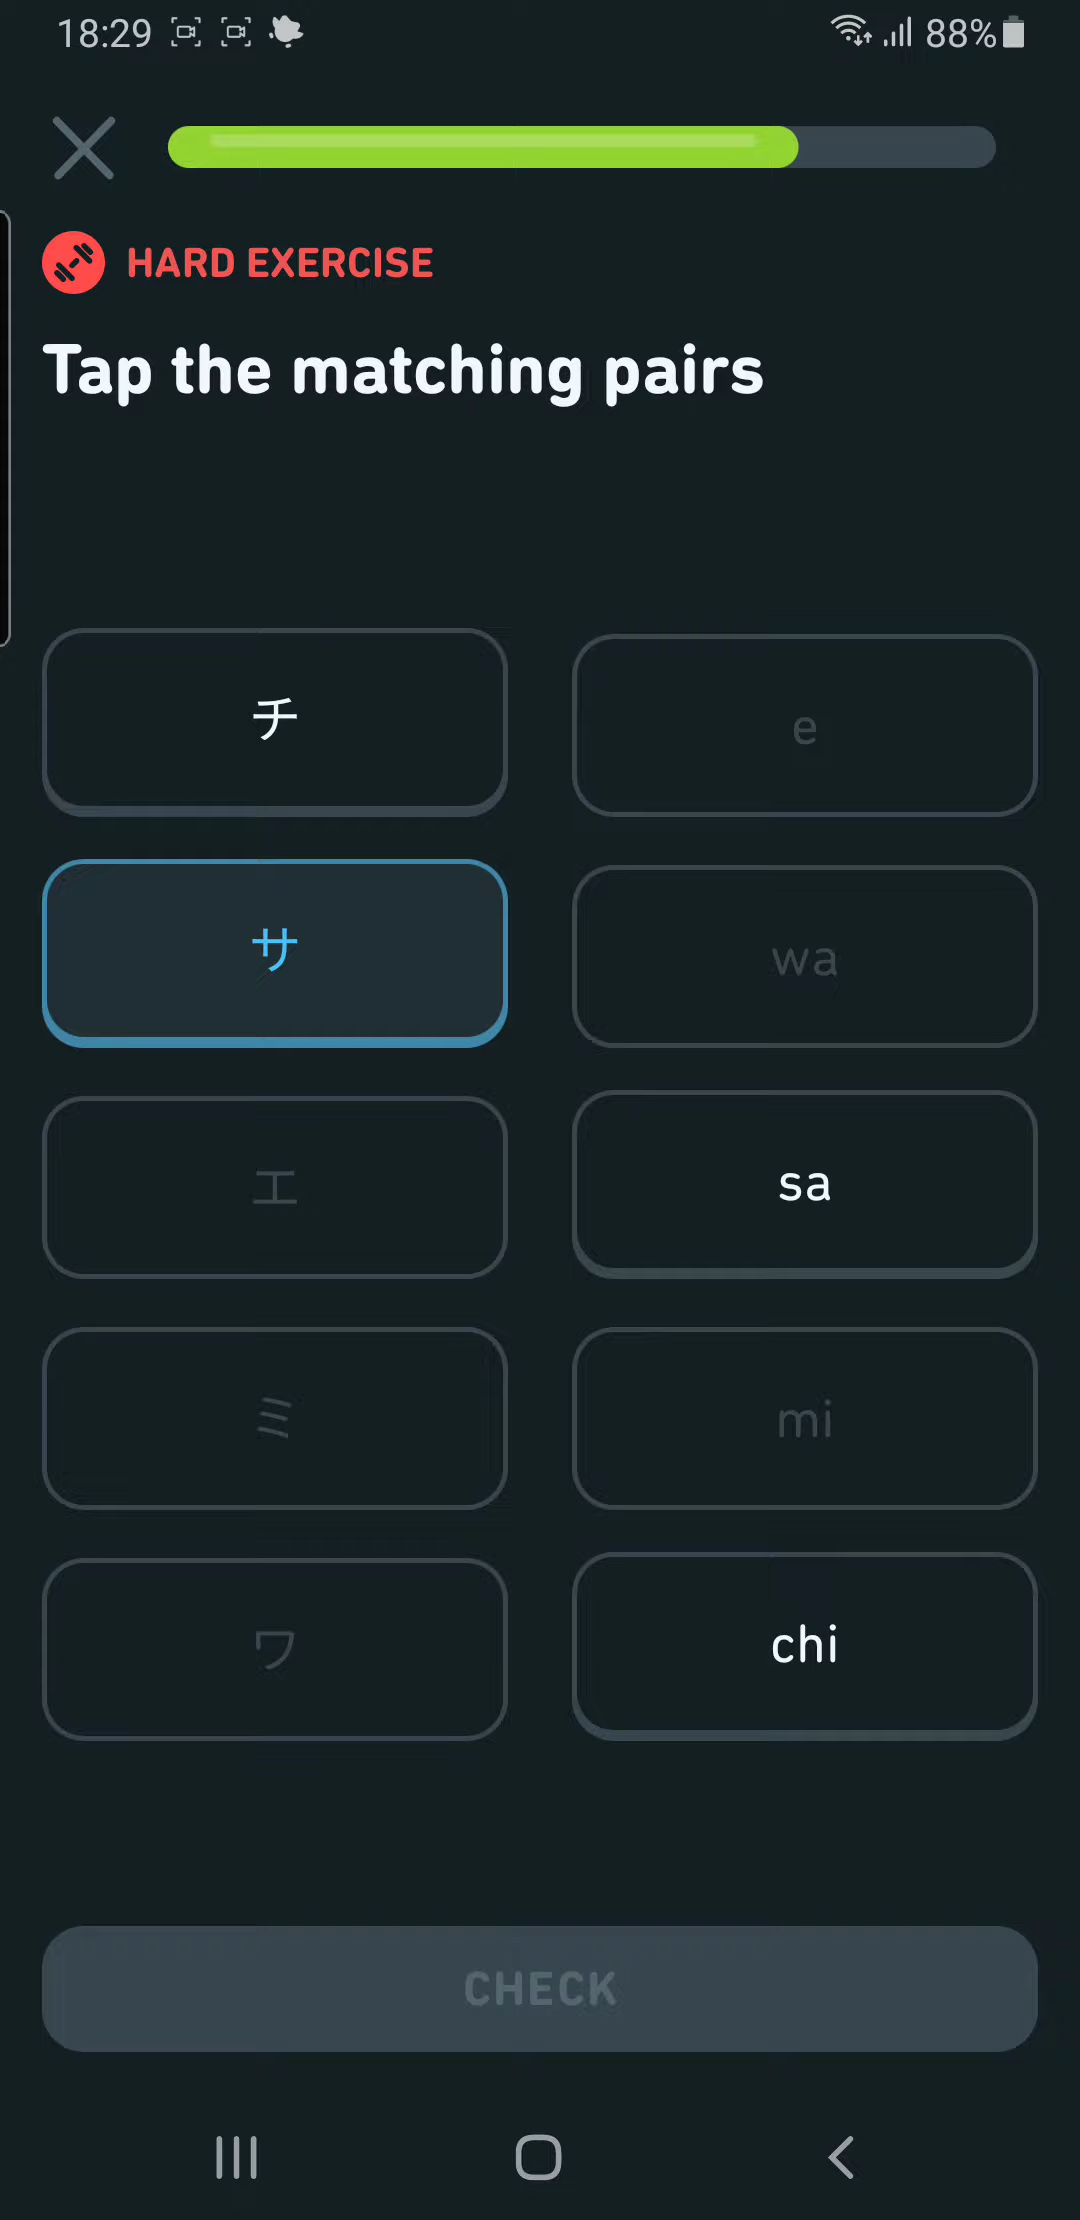 18:29
88%
HARD EXERCISE
Tap the matching pairs
チ
e
サ
wa
エ
sa
ミ
mi
ワ
chi
CHECK